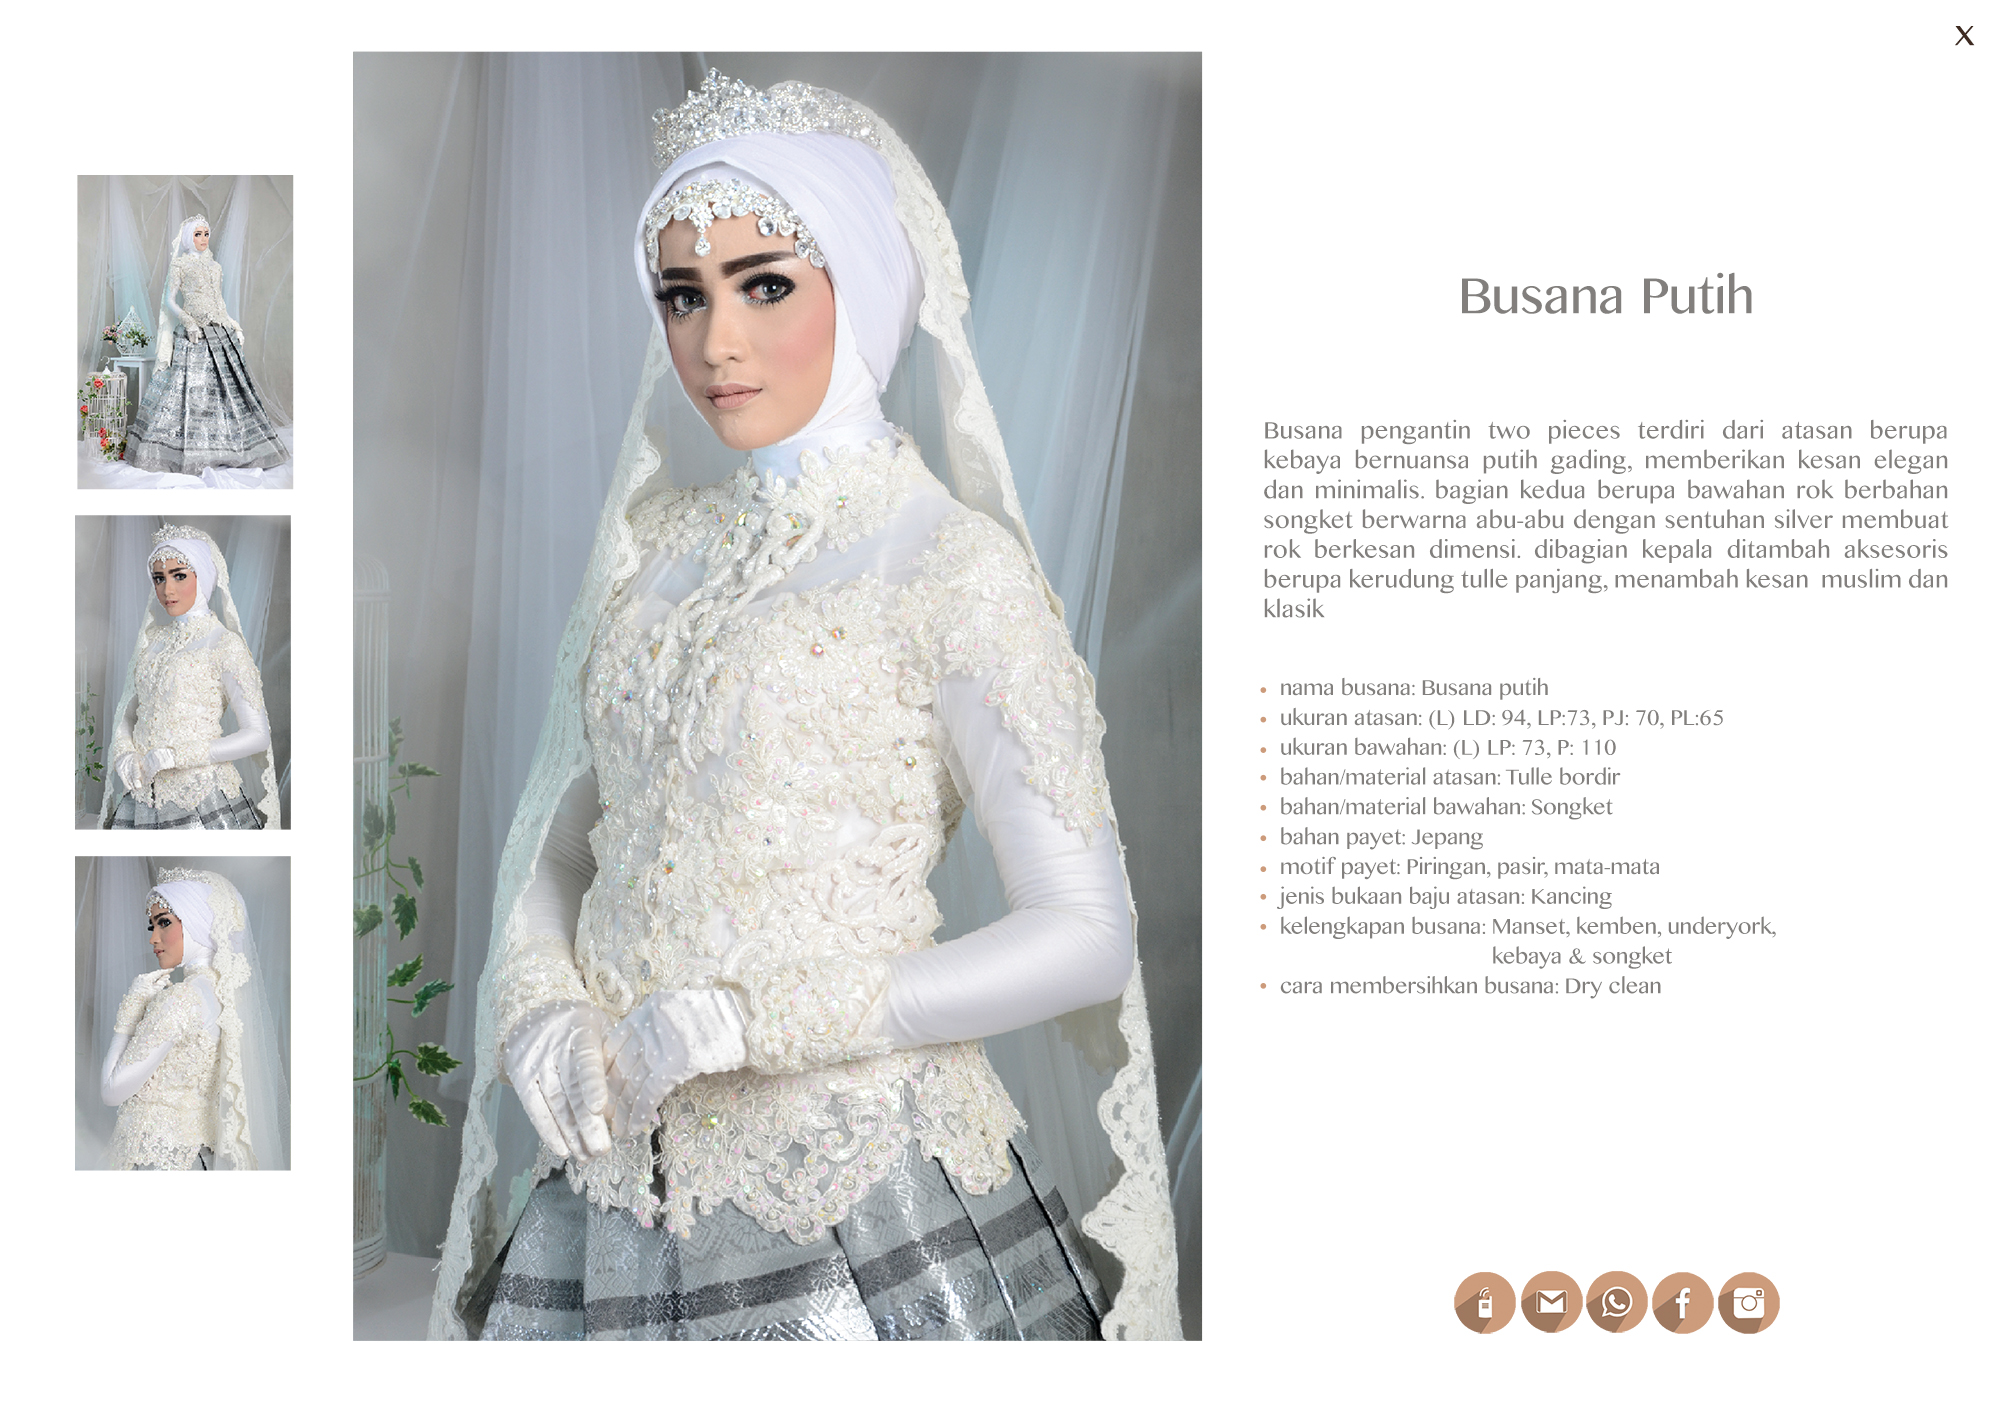 X
Busana Putih
Busana pengantin two pieces terdiri dari atasan berupa
kebaya bernuansa putih gading, memberikan kesan elegan
dan minimalis. bagian kedua berupa bawahan rok berbahan
songket berwarna abu-abu dengan sentuhan silver membuat
rok berkesan dimensi. dibagian kepala ditambah aksesoris
berupa kerudung tulle panjang, menambah kesan muslim dan
klasik
• nama busana: Busana putih
• ukuran atasan: (L) LD: 94, LP:73, PJ: 70, PL:65
• ukuran bawahan: (L) LP: 73, P: 110
• bahan/material atasan: Tulle bordir
• bahan/material bawahan: Songket
• bahan payet: Jepang
• motif payet: Piringan, pasir, mata-mata
• jenis bukaan baju atasan: Kancing
• kelengkapan busana: Manset, kemben, underyork,
kebaya & songket
• cara membersihkan busana: Dry clean